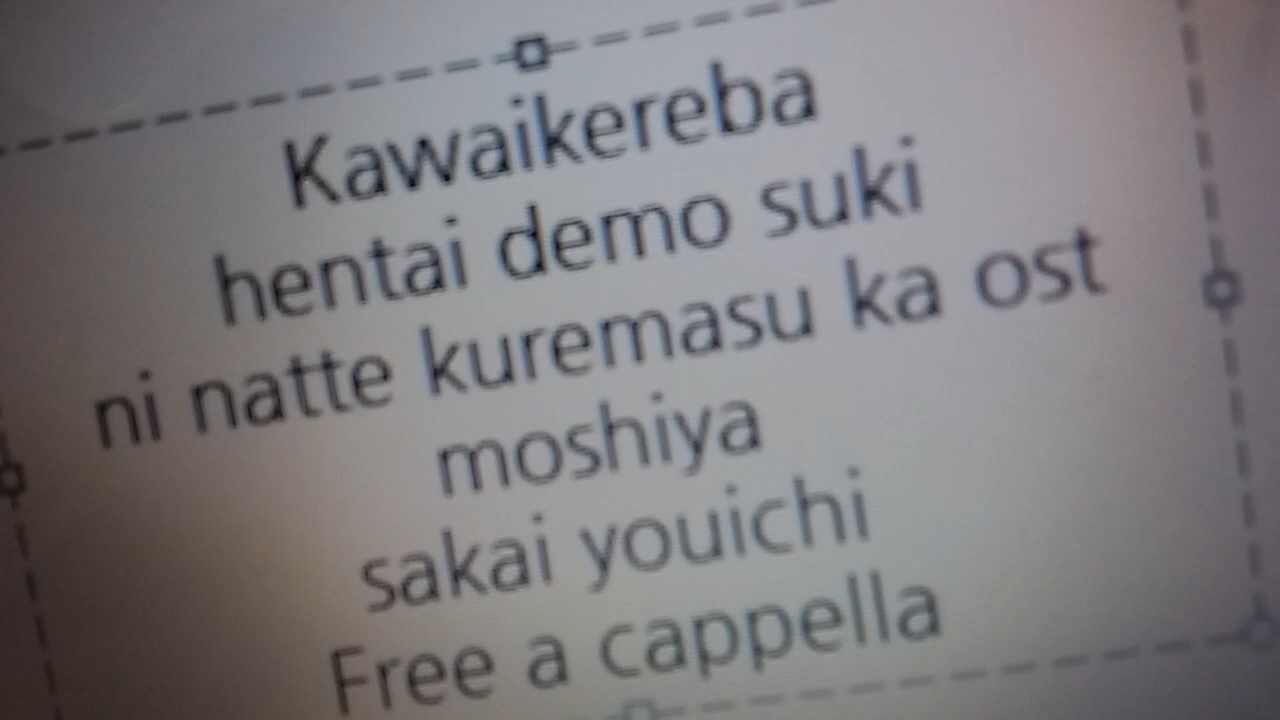 Kawaikereba
hentai demo suki
ni natte kuremasu ka ost
moshiya
sakai youichi
Free a cappella